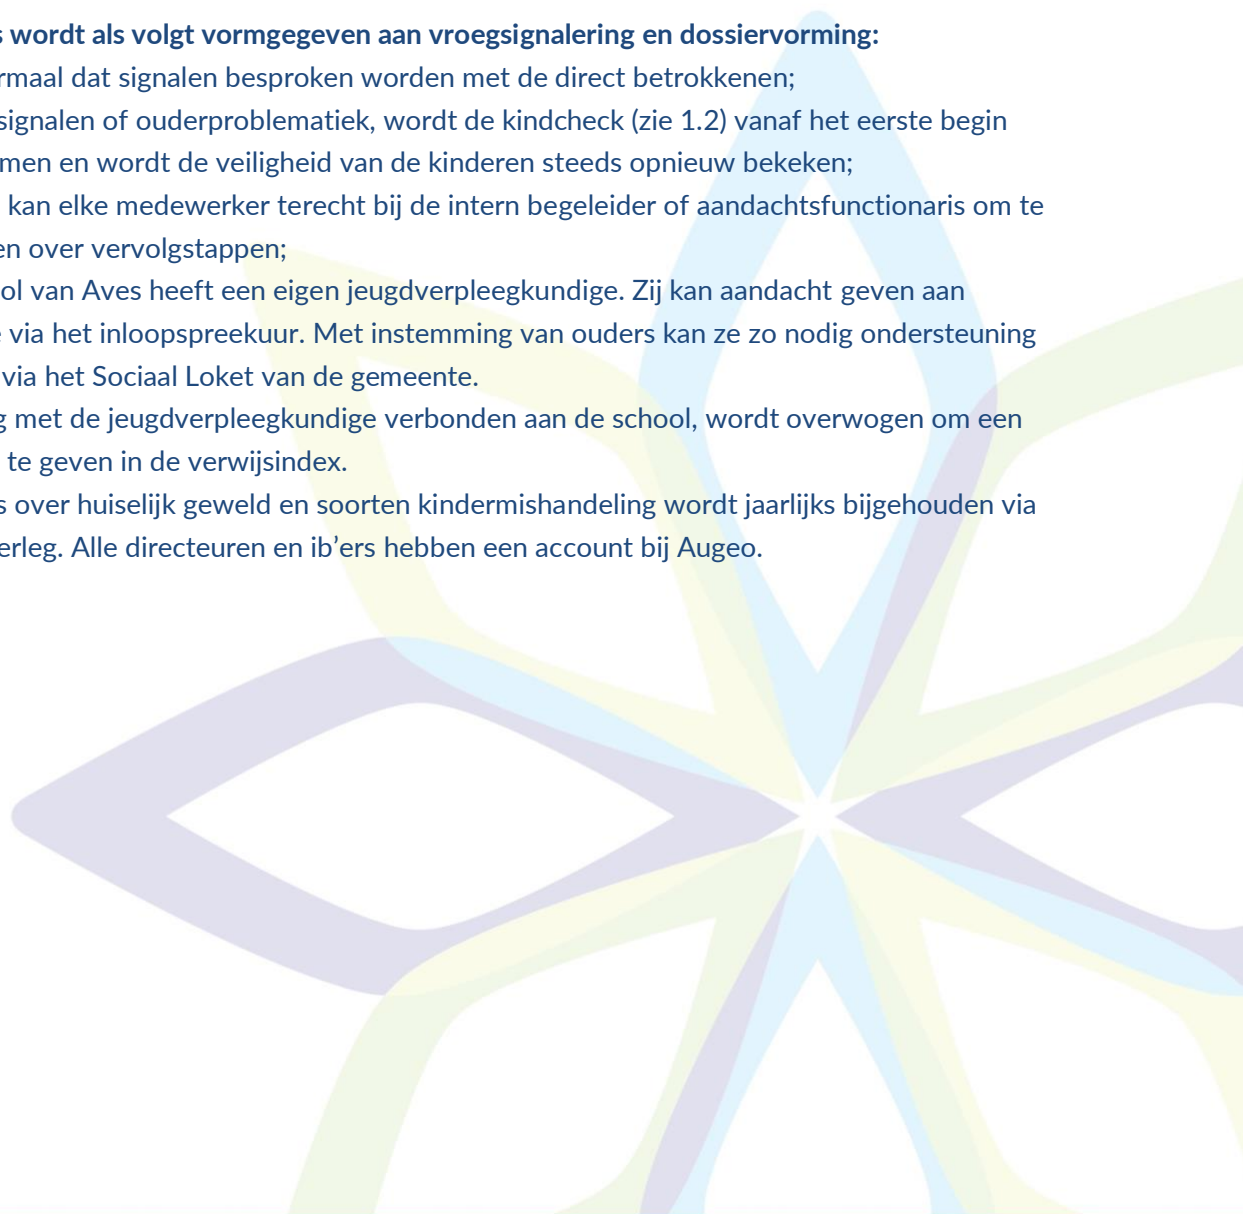 s wordt als volgt vormgegeven aan vroegsignalering en dossiervorming:
rmaal dat signalen besproken worden met de direct betrokkenen;
signalen of ouderproblematiek, wordt de kindcheck (zie 1.2) vanaf het eerste begin
men en wordt de veiligheid van de kinderen steeds opnieuw bekeken;
kan elke medewerker terecht bij de intern begeleider of aandachtsfunctionaris om te
en over vervolgstappen;
ol van Aves heeft een eigen jeugdverpleegkundige. Zij kan aandacht geven aan
e via het inloopspreekuur. Met instemming van ouders kan ze zo nodig ondersteuning
via het Sociaal Loket van de gemeente.
g met de jeugdverpleegkundige verbonden aan de school, wordt overwogen om een
te geven in de verwijsindex.
s over huiselijk geweld en soorten kindermishandeling wordt jaarlijks bijgehouden via
erleg. Alle directeuren en ib’ers hebben een account bij Augeo.